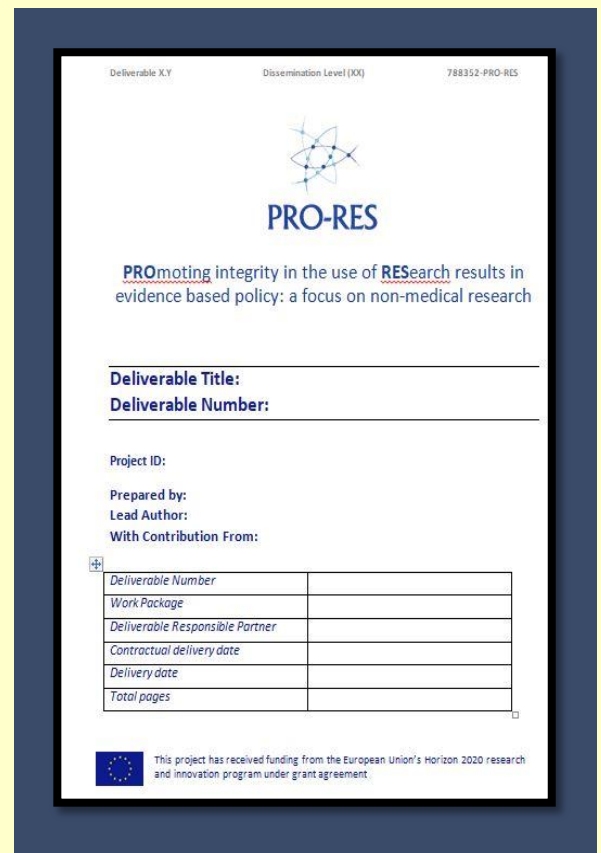 Deliverable X.Y Dissemination Level (XX) 788352-PRO-RES
PRO-RES
PROmoting integrity in the use of RESearch results in
evidence based policy: a focus on non-medical research
Deliverable Title:
Deliverable Number:
Project ID:
Prepared by:
Lead Author:
With Contribution From:
Deliverable Number
Work Package
Deliverable Responsible Partner
Contractual delivery date
Delivery date
Total pages
This project has received funding from the European Union's Horizon 2020 research
and innovation program under grant agreement